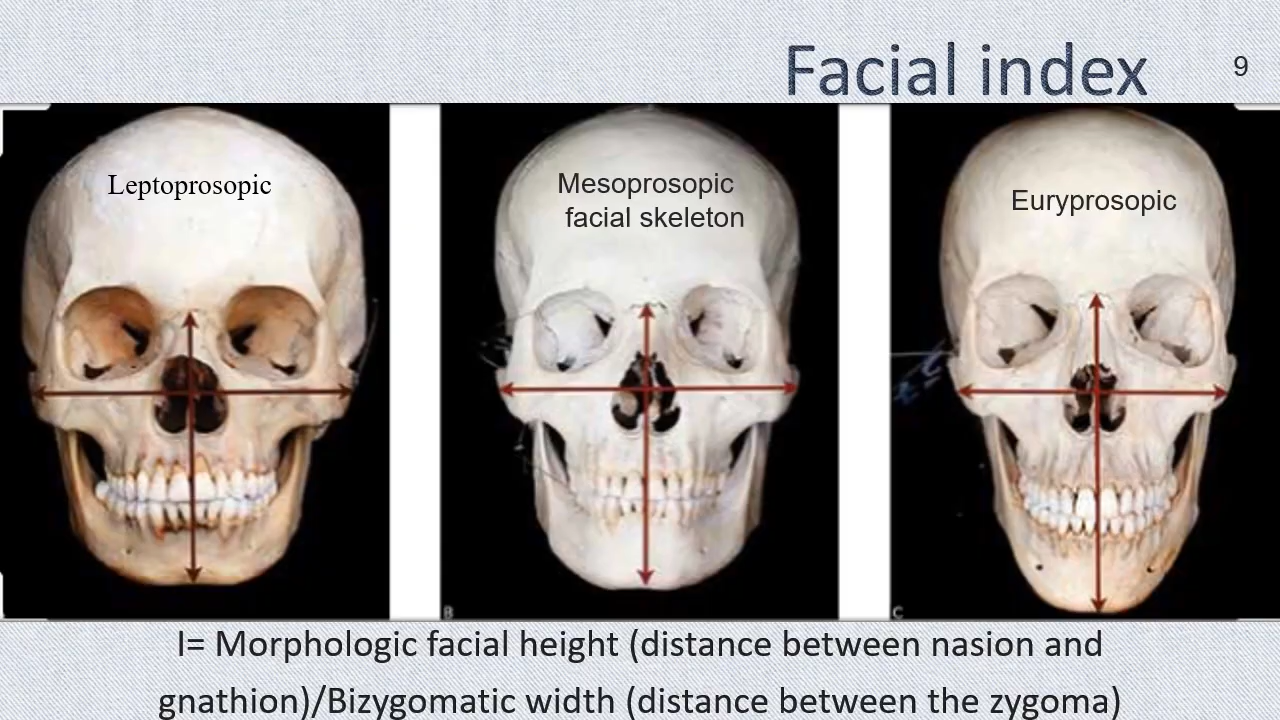 Facial index
9
Leptoprosopic
Mesoprosopic
facial skeleton
Euryprosopic
B
C
I= Morphologic facial height (distance between nasion and
gnathion)/Bizygomatic width (distance between the zygoma)